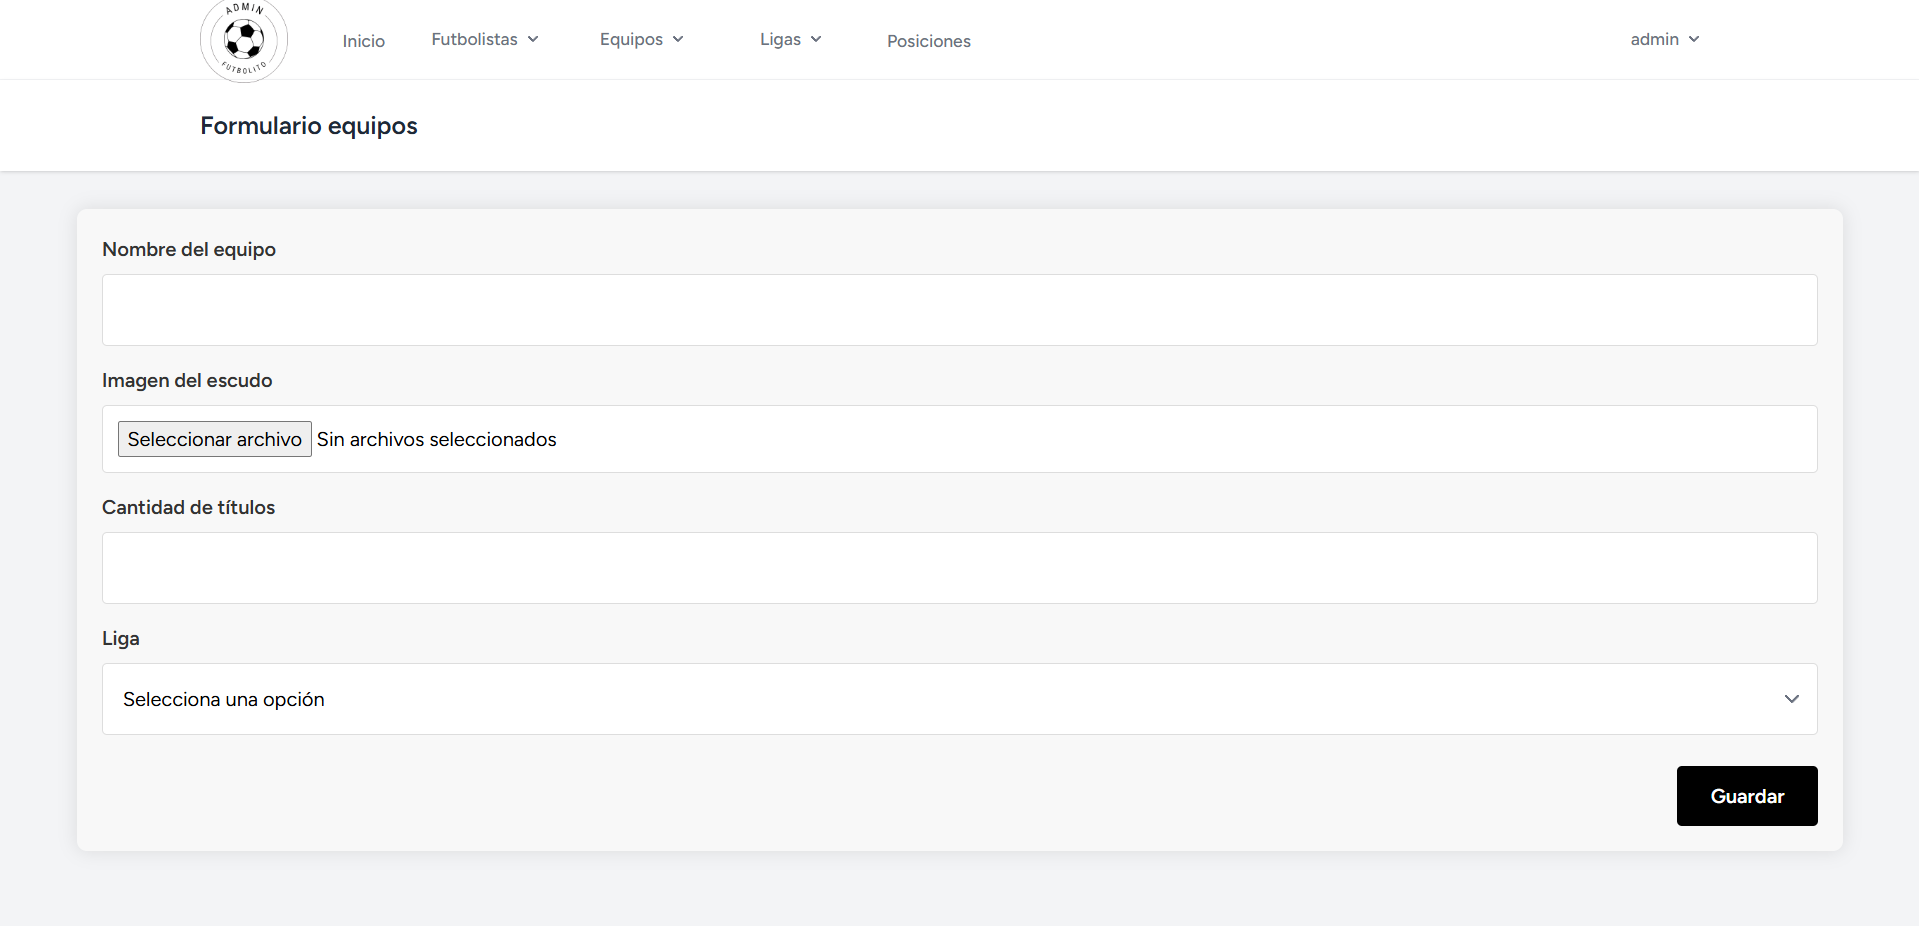 ADMIN
FUTBOLITO
Inicio
Futbolistas
Equipos
Ligas
Posiciones
admin
Formulario equipos
Nombre del equipo
Imagen del escudo
Seleccionar archivo Sin archivos seleccionados
Cantidad de títulos
Liga
Selecciona una opción
Guardar